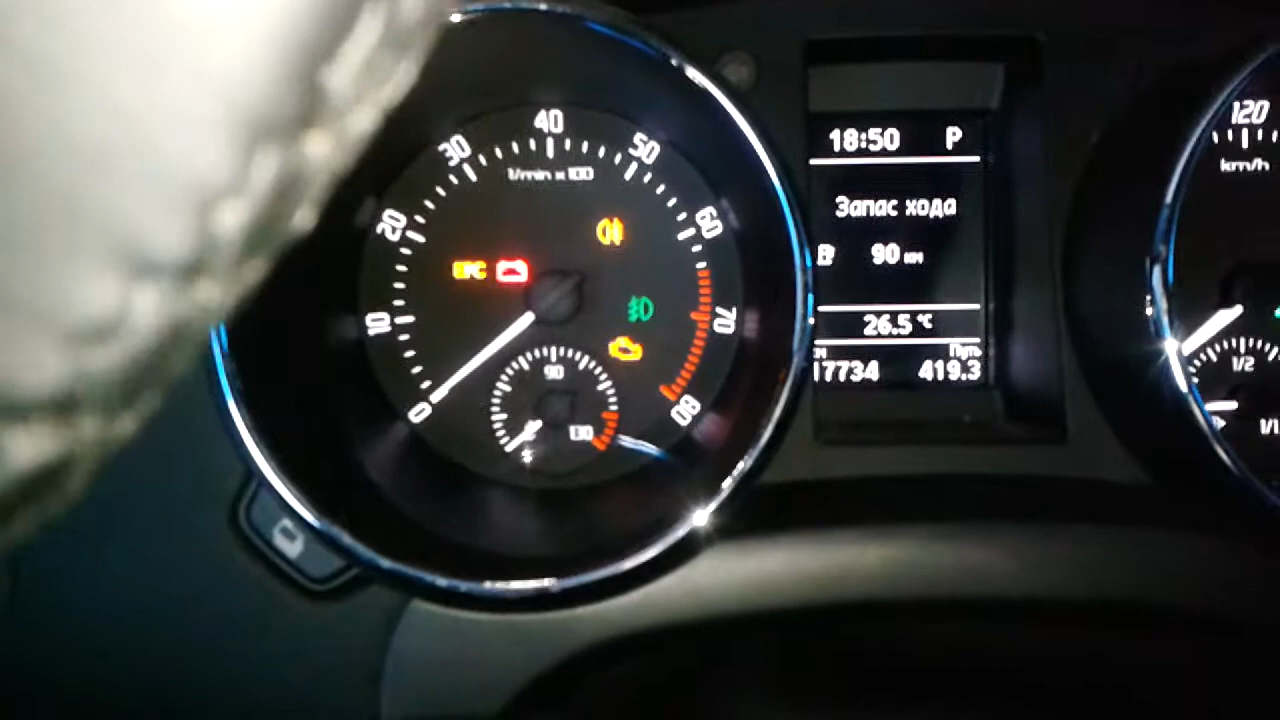 40
30
50
1/min x 100
20
60
10
70
0
80
EPC
90
130
18:50 P
Запас хода
90 км
26.5 °C
Путь
17734 419.3
120
km/h
1/2